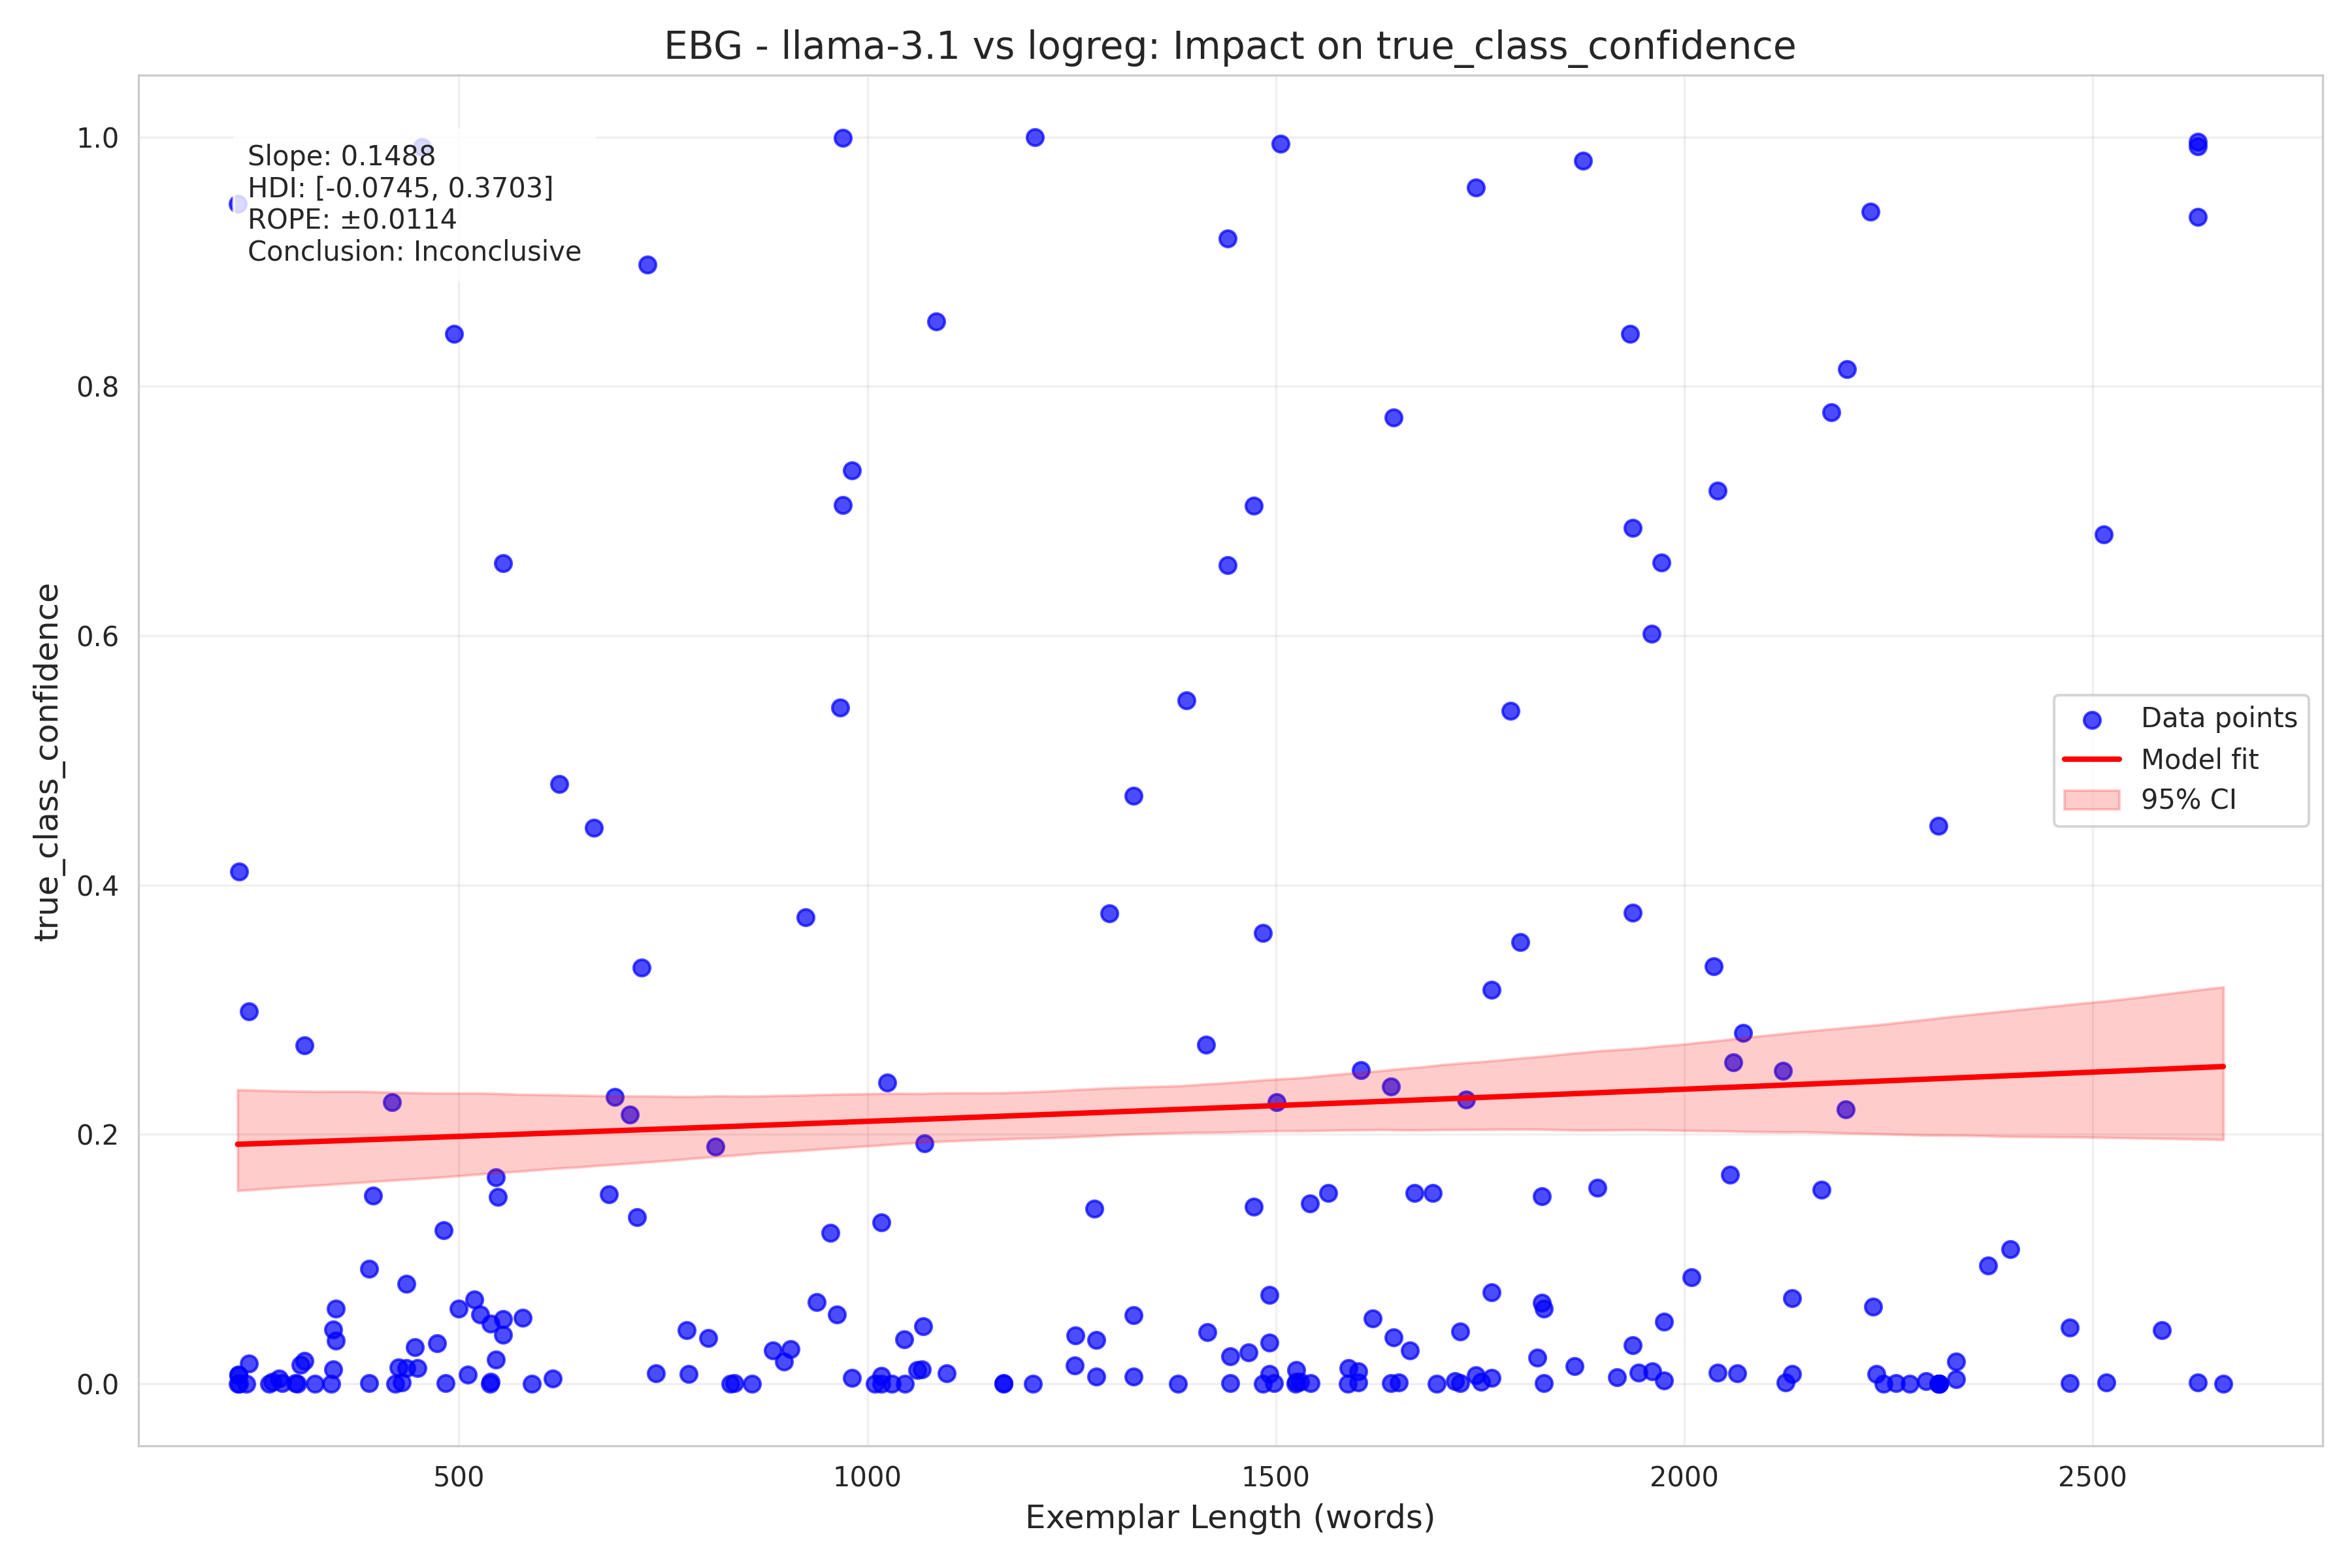 EBG - llama-3.1 vs logreg: Impact on true_class_confidence
Slope: 0.1488
HDI: [-0.0745, 0.3703]
ROPE: ±0.0114
Conclusion: Inconclusive
true_class_confidence
1.0
0.8
0.6
0.4
0.2
0.0
Data points
Model fit
95% CI
500 1000 1500 2000 2500
Exemplar Length (words)